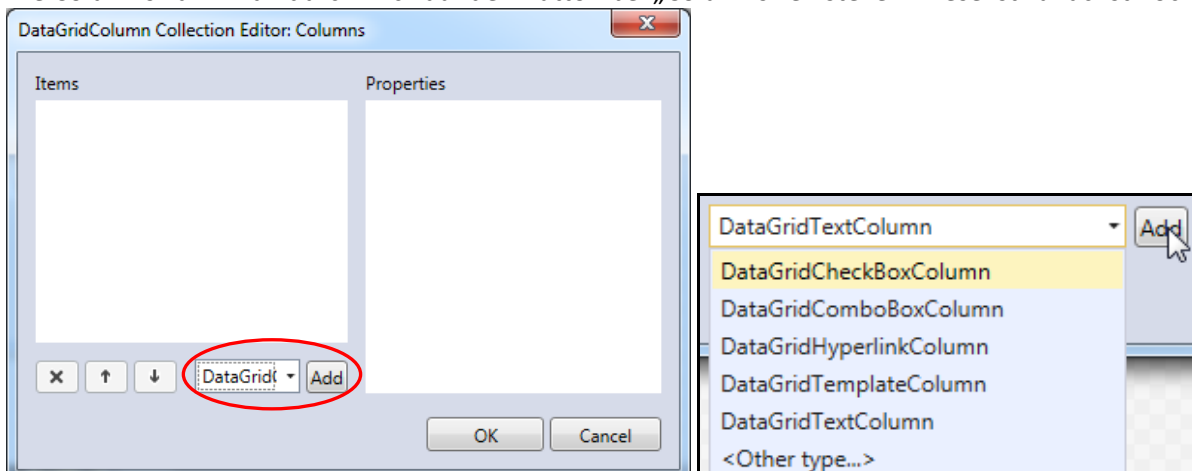 DataGridColumn Collection Editor: Columns
Items
Properties
DataGrid
Add
OK
Cancel
DataGridTextColumn
Add
DataGridCheckBoxColumn
DataGridComboBoxColumn
DataGridHyperlinkColumn
DataGridTemplateColumn
DataGridTextColumn
<Other type...>